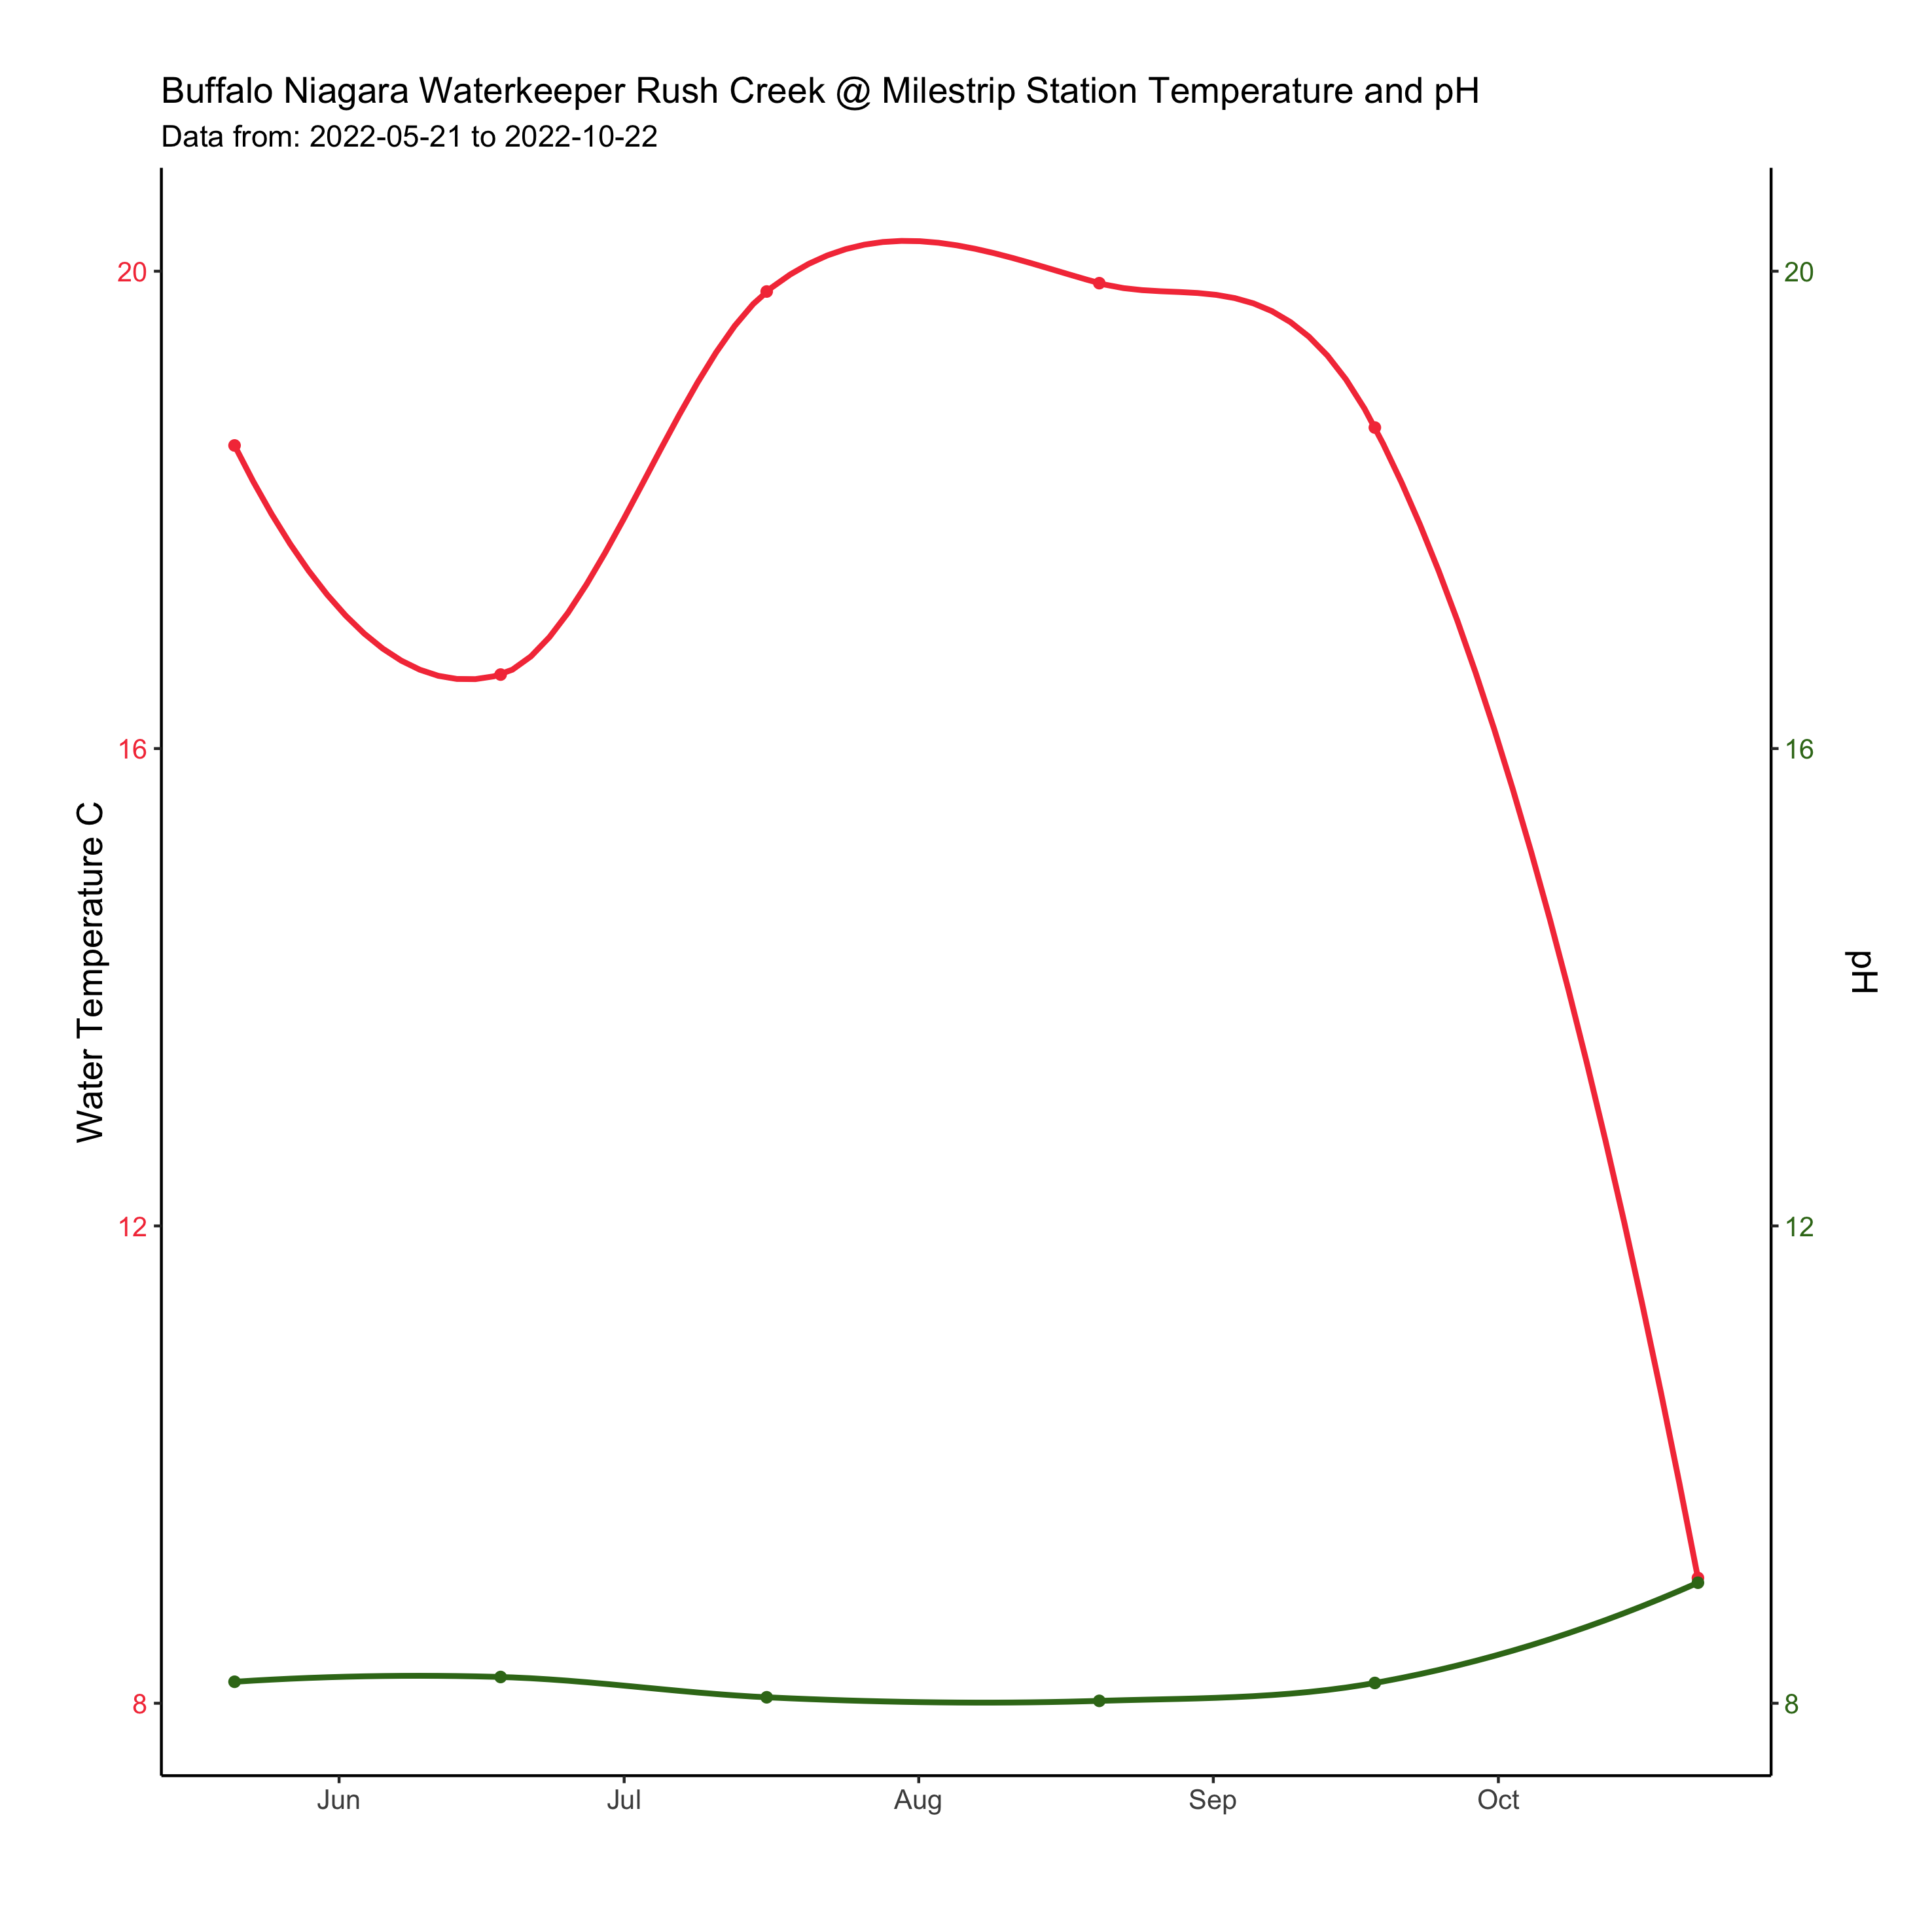 Buffalo Niagara Waterkeeper Rush Creek @ Milestrip Station Temperature and pH
Data from: 2022-05-21 to 2022-10-22
20
16
12
8
Water Temperature C
20
16
12
8
pH
Jun
Jul
Aug
Sep
Oct